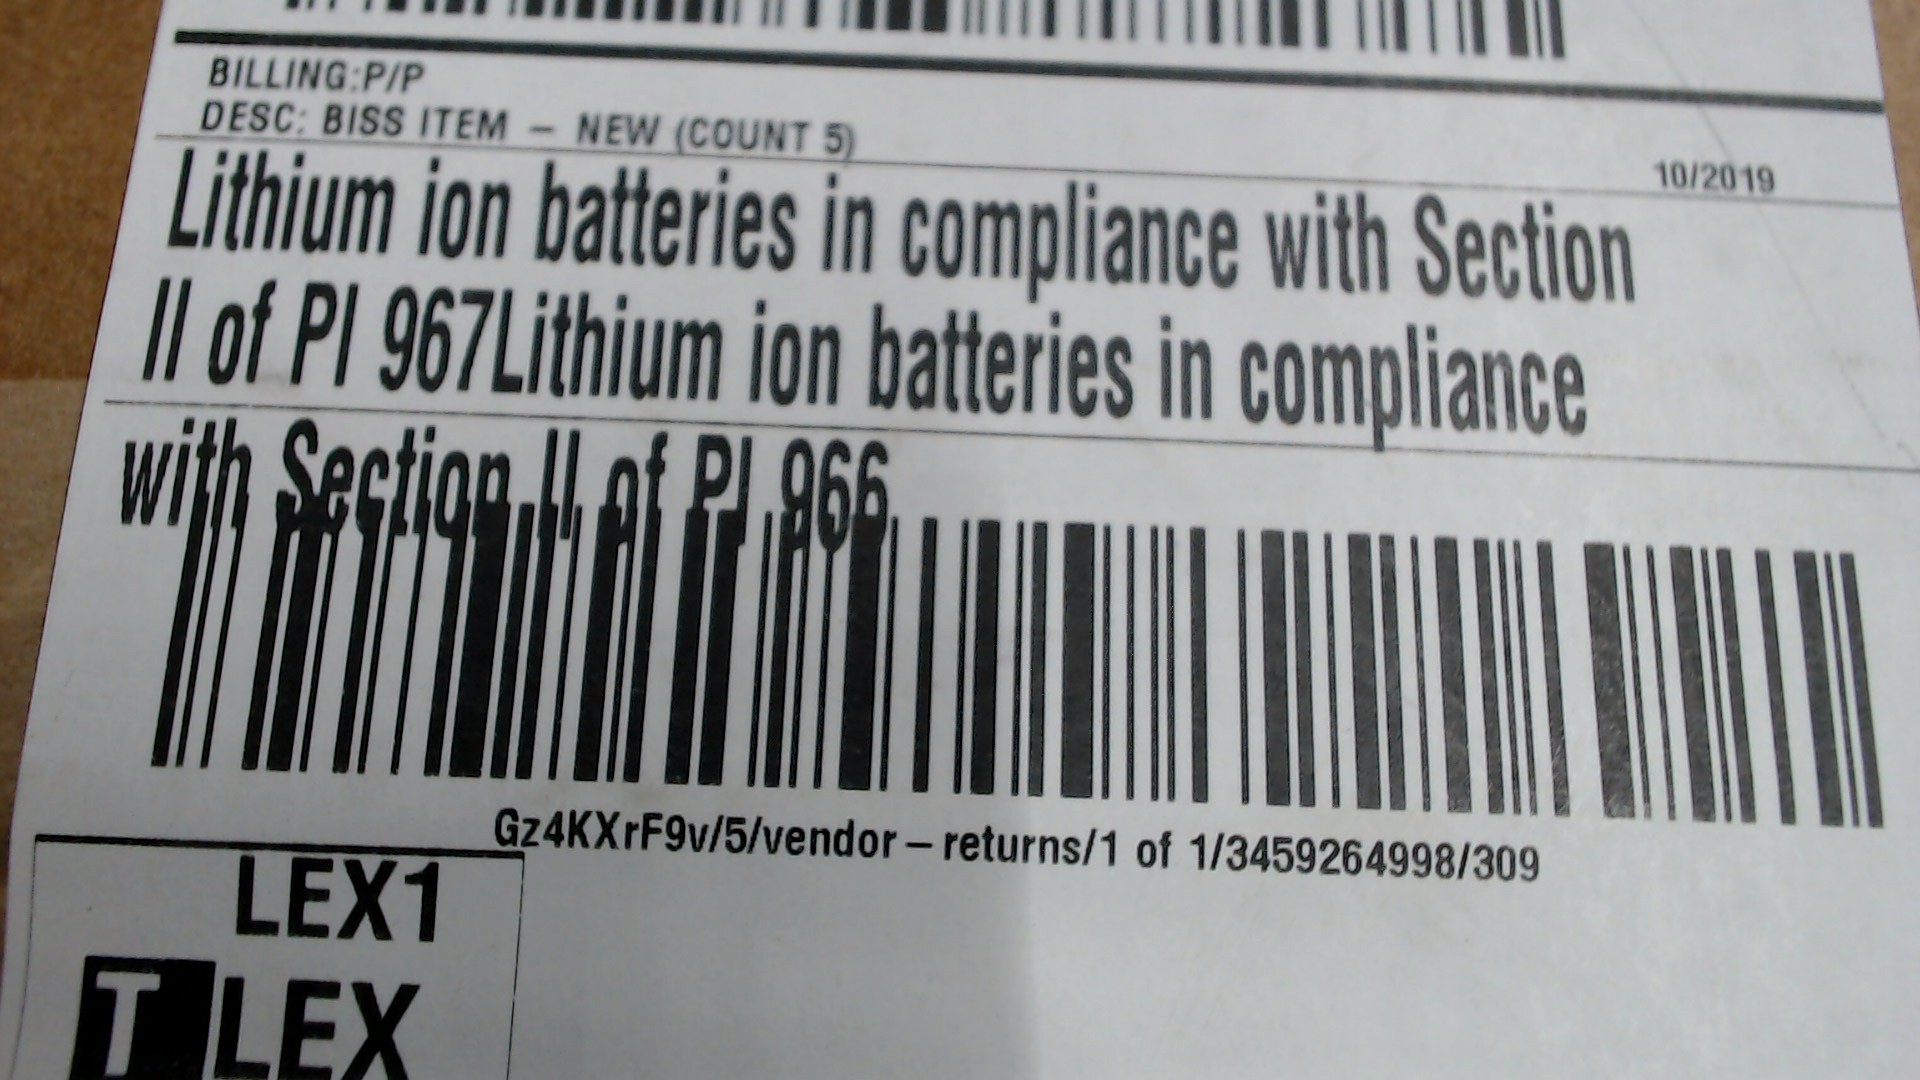 BILLING:P/P
DESC: BISS ITEM – NEW (COUNT 5)
10/2019
Lithium ion batteries in compliance with Section
II of PI 967Lithium ion batteries in compliance
with Section II of PI 966
Gz4KXrF9v/5/vendor – returns/1 of 1/3459264998/309
LEX1
T LEX